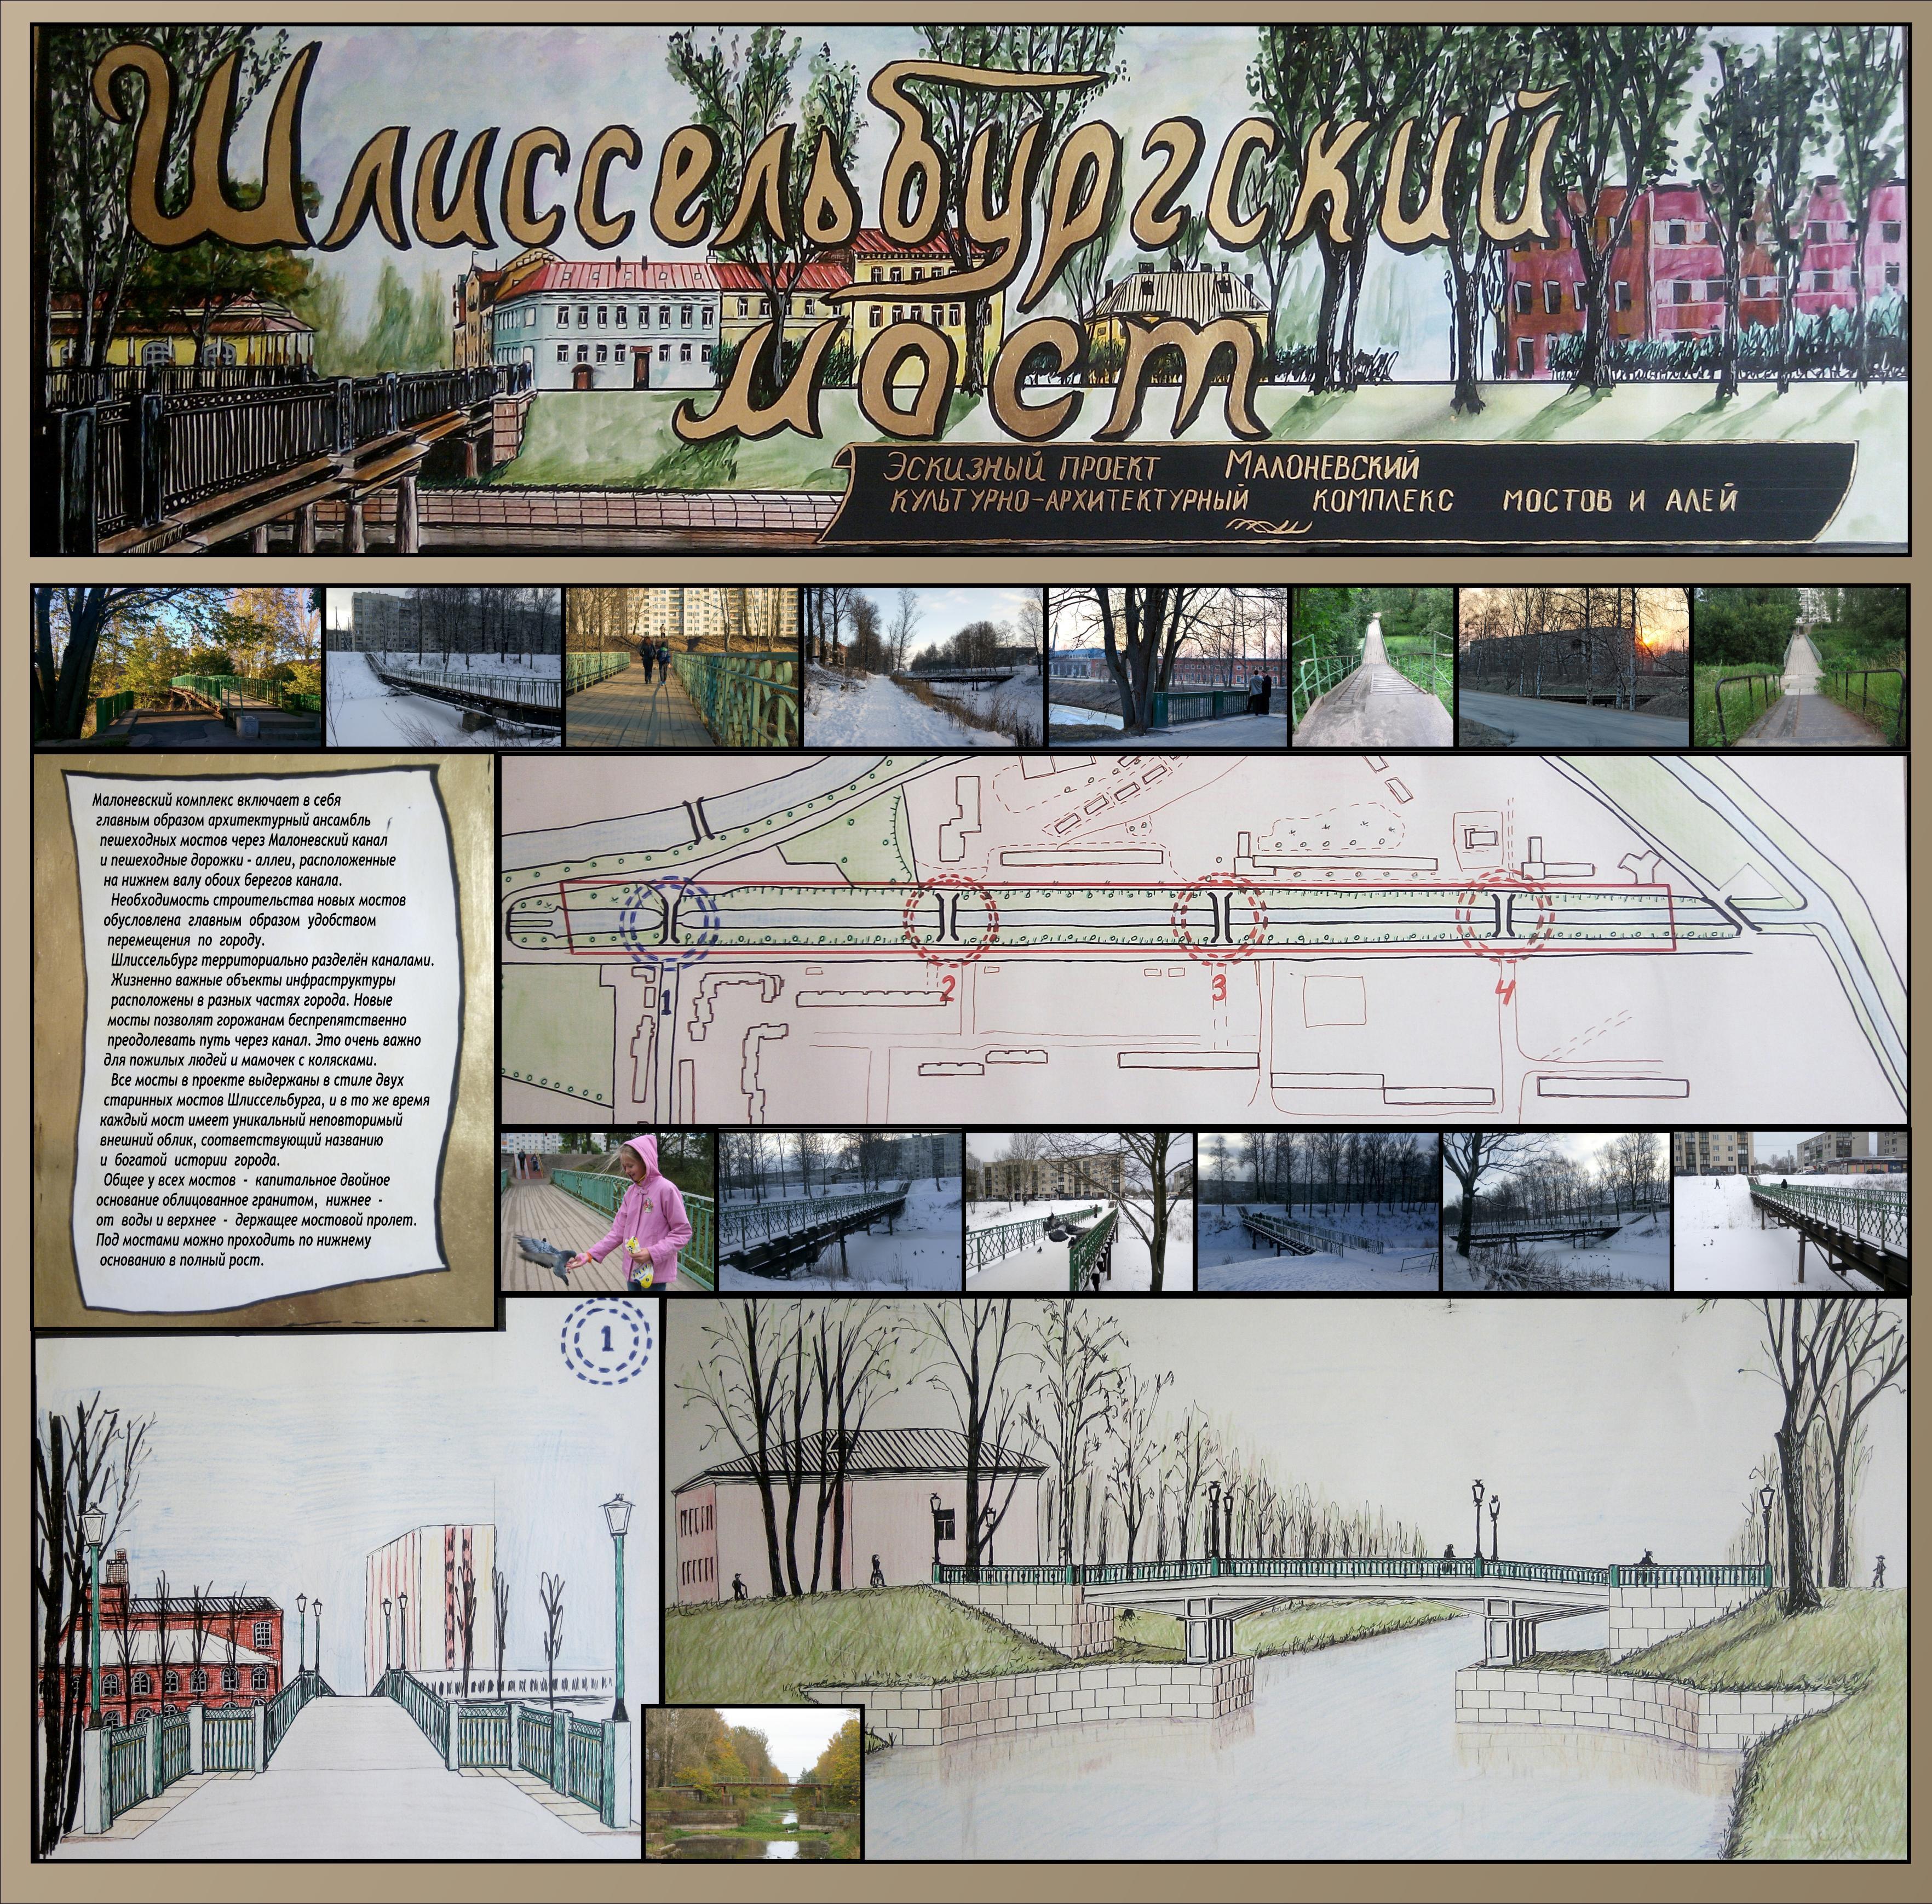 Шлиссельбургский
мост
Эскизный проект Малоневский
культурно-архитектурный комплекс мостов и алей
Малоневский комплекс включает в себя
главным образом архитектурный ансамбль
пешеходных мостов через Малоневский канал
и пешеходные дорожки - аллеи, расположенные
на нижнем валу обоих берегов канала.
Необходимость строительства новых мостов
обусловлена главным образом удобством
перемещения по городу.
Шлиссельбург территориально разделён каналами.
Жизненно важные объекты инфраструктуры
расположены в разных частях города. Новые
мосты позволят горожанам беспрепятственно
преодолевать путь через канал. Это очень важно
для пожилых людей и мамочек с колясками.
Все мосты в проекте выдержаны в стиле двух
старинных мостов Шлиссельбурга, и в то же время
каждый мост имеет уникальный неповторимый
внешний облик, соответствующий названию
и богатой истории города.
Общее у всех мостов - капитальное двойное
основание облицованное гранитом, нижнее -
от воды и верхнее - держащее мостовой пролет.
Под мостами можно проходить по нижнему
основанию в полный рост.
1
2
3
4
1